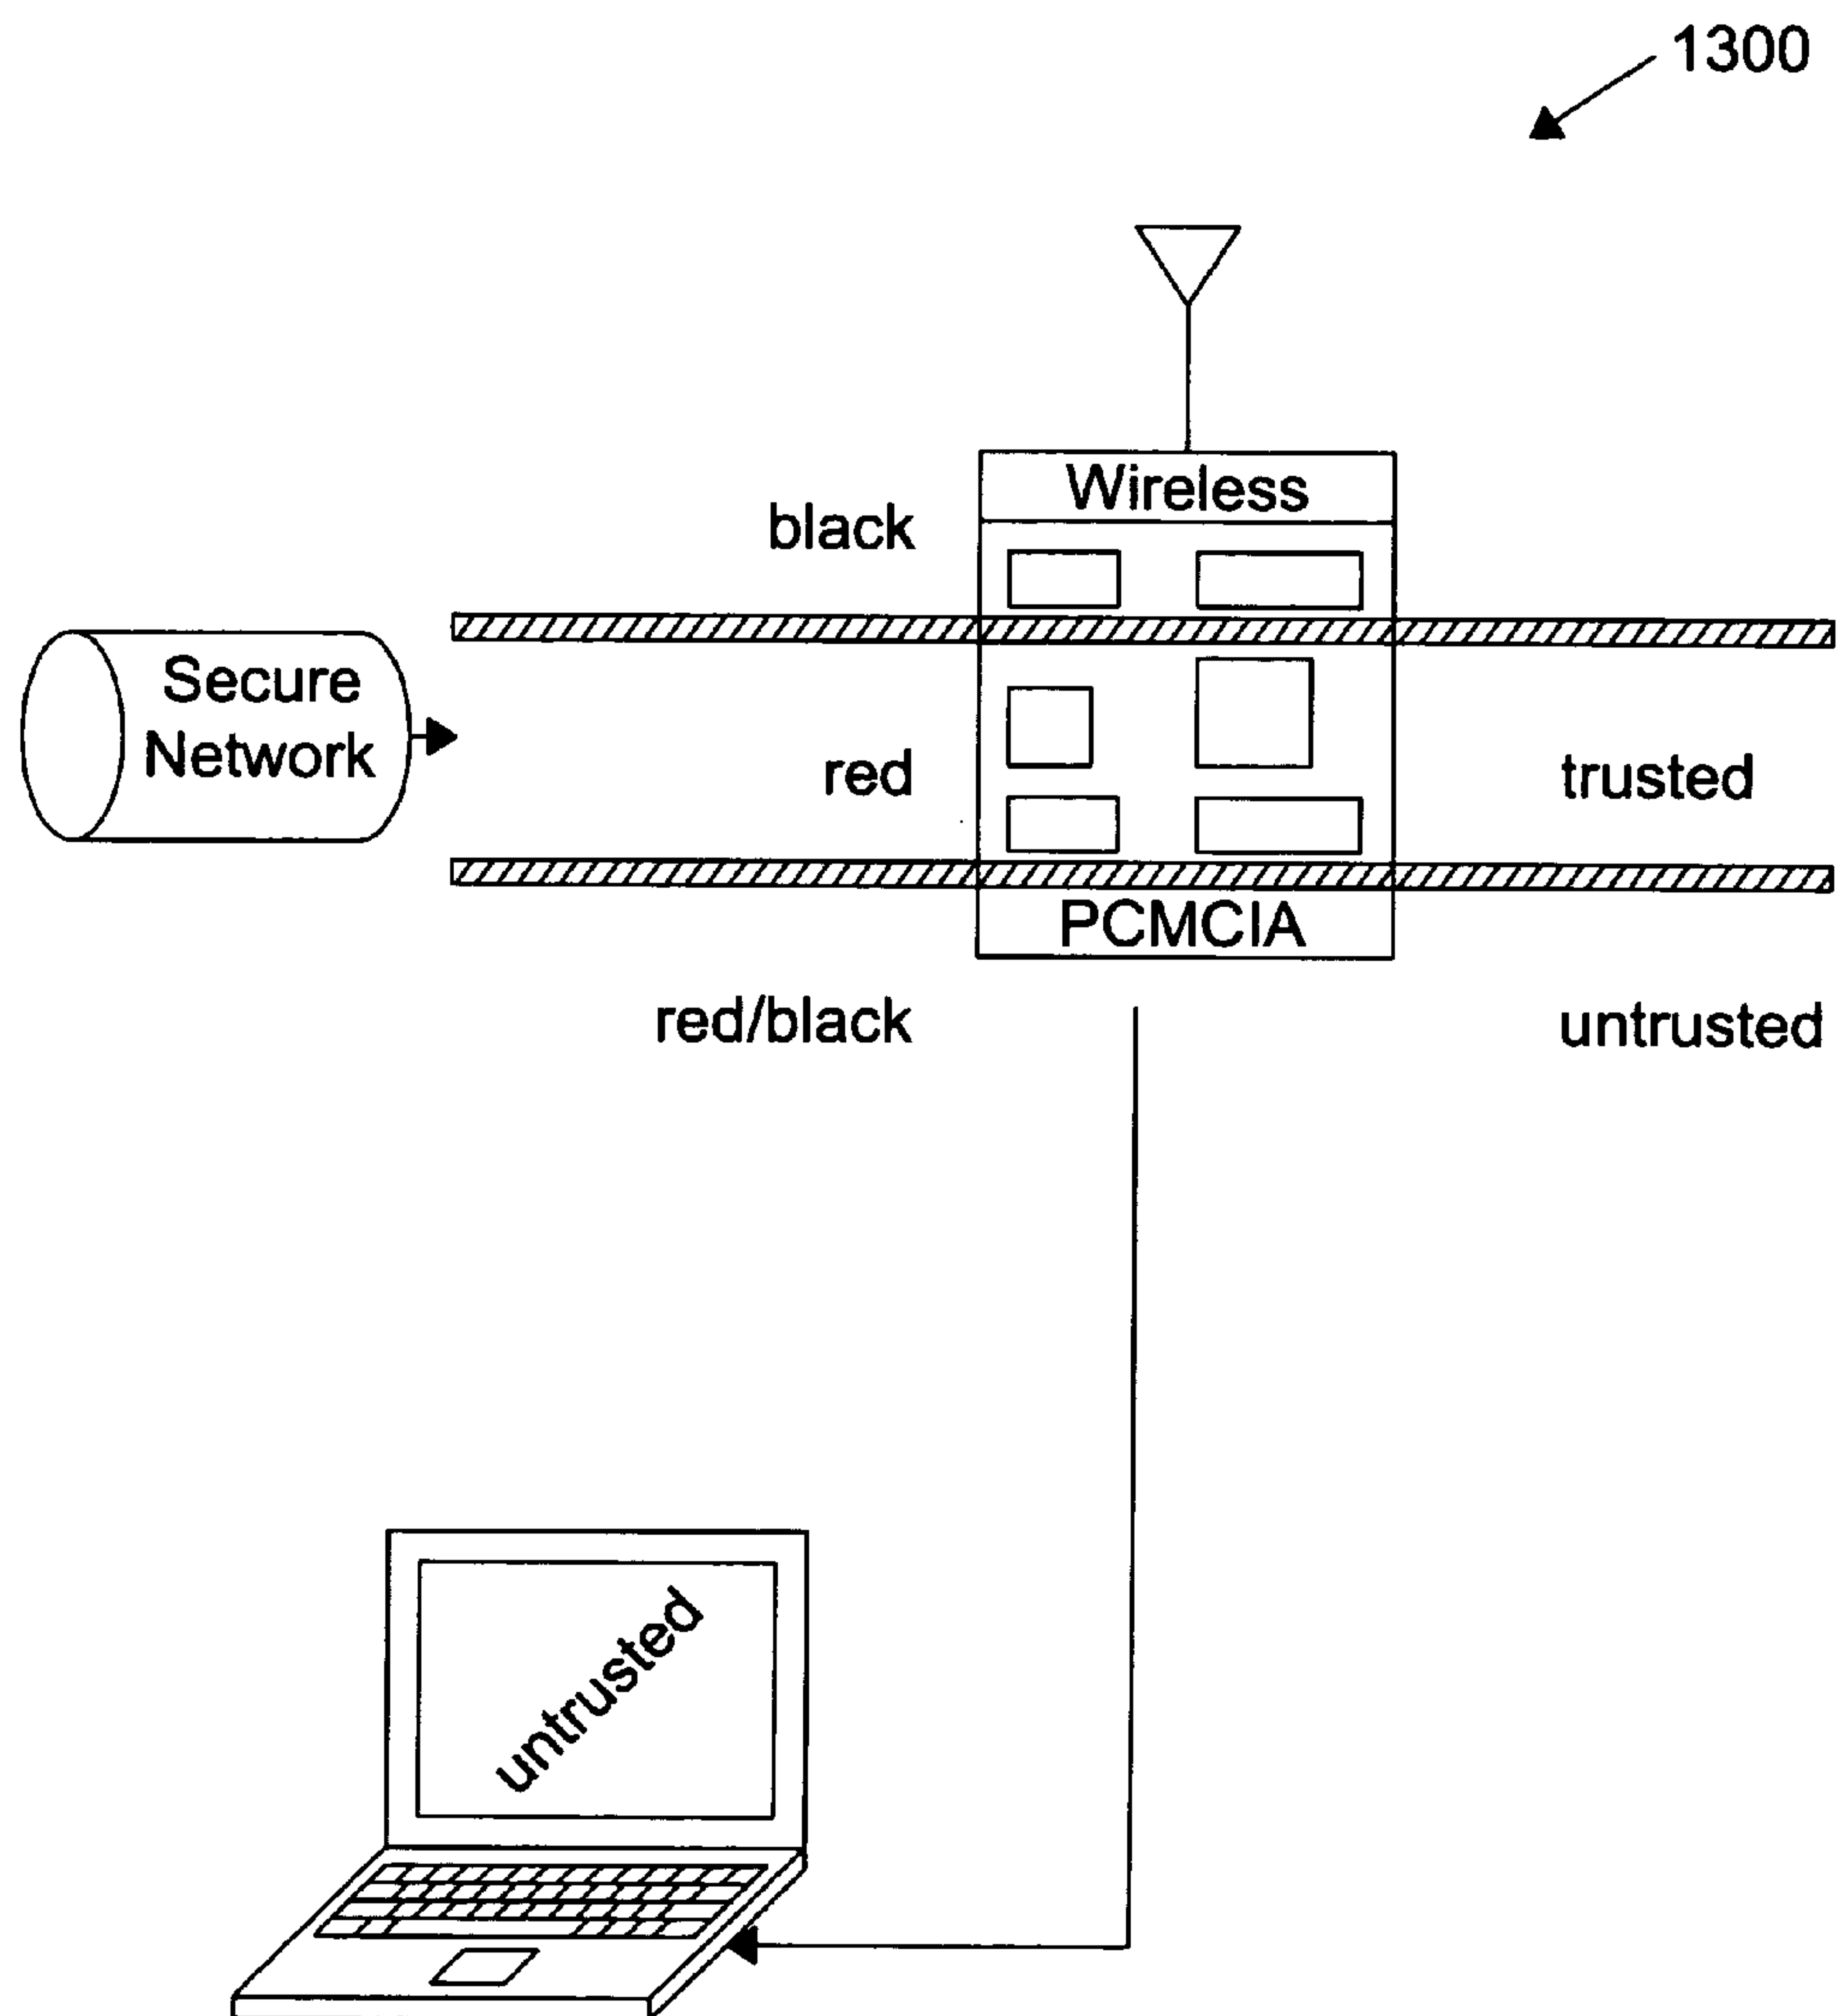 1300
Wireless
black
Secure
Network
red
trusted
PCMCIA
red/black
untrusted
untrusted